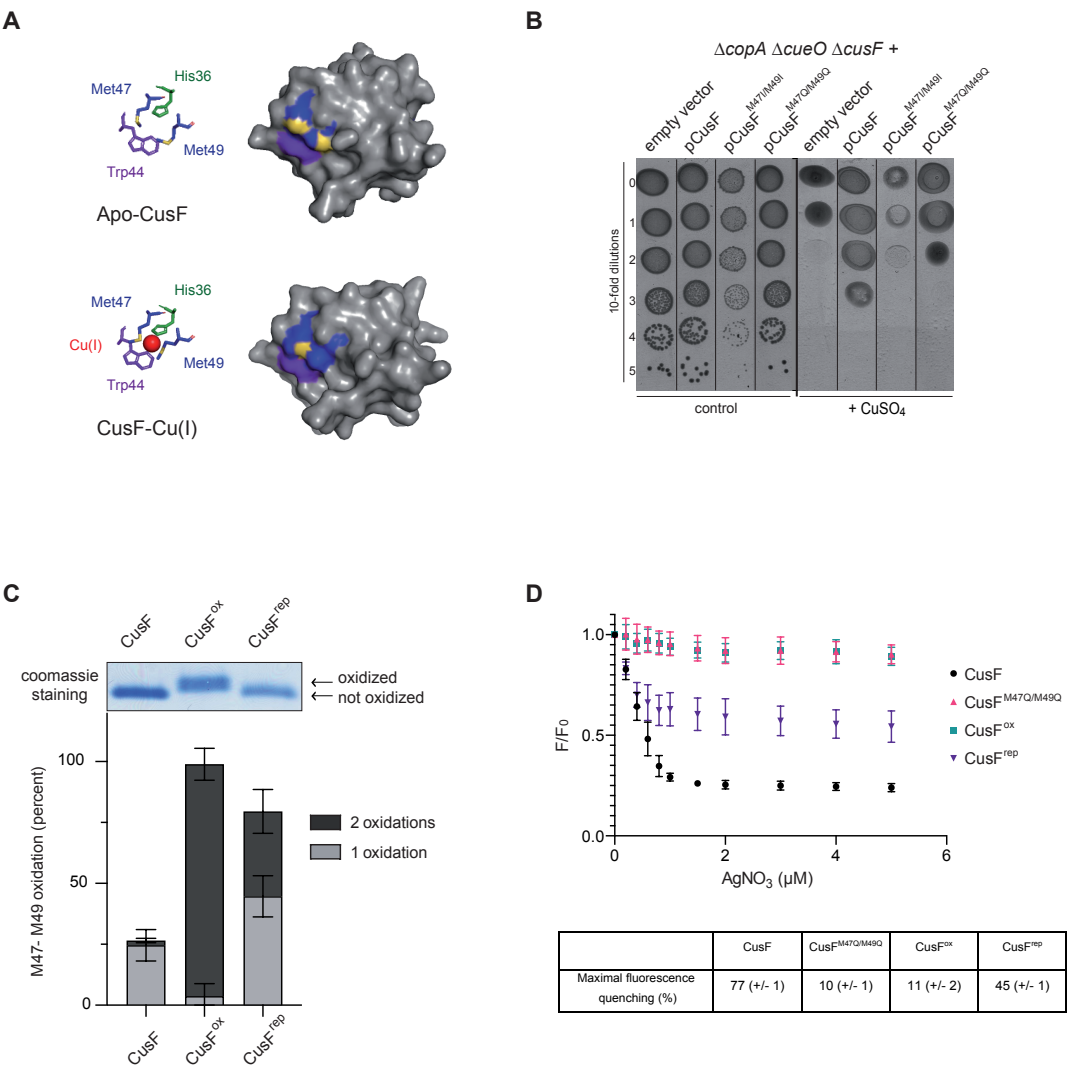 A
Met47
His36
Trp44
Met49
Apo-CusF
Met47
His36
Cu(I)
Trp44
Met49
CusF-Cu(I)
B
ΔcopA ΔcueO ΔcusF +
empty vector
pCusF
pCusF^M47I/M49I
pCusF^M47Q/M49Q
empty vector
pCusF
pCusF^M47I/M49I
pCusF^M47Q/M49Q
10-fold dilutions
0
1
2
3
4
5
control
+ CuSO₄
C
CusF
CusF^ox
CusF^rep
coomassie
staining
oxidized
not oxidized
M47- M49 oxidation (percent)
100
50
0
2 oxidations
1 oxidation
CusF
CusF^ox
CusF^rep
D
F/F₀
1.0
0.5
0.0
0 2 4 6
AgNO₃ (µM)
CusF
CusF^M47Q/M49Q
CusF^ox
CusF^rep
CusF CusF^M47Q/M49Q CusF^ox CusF^rep
Maximal fluorescence
quenching (%)
77 (+/- 1) 10 (+/- 1) 11 (+/- 2) 45 (+/- 1)